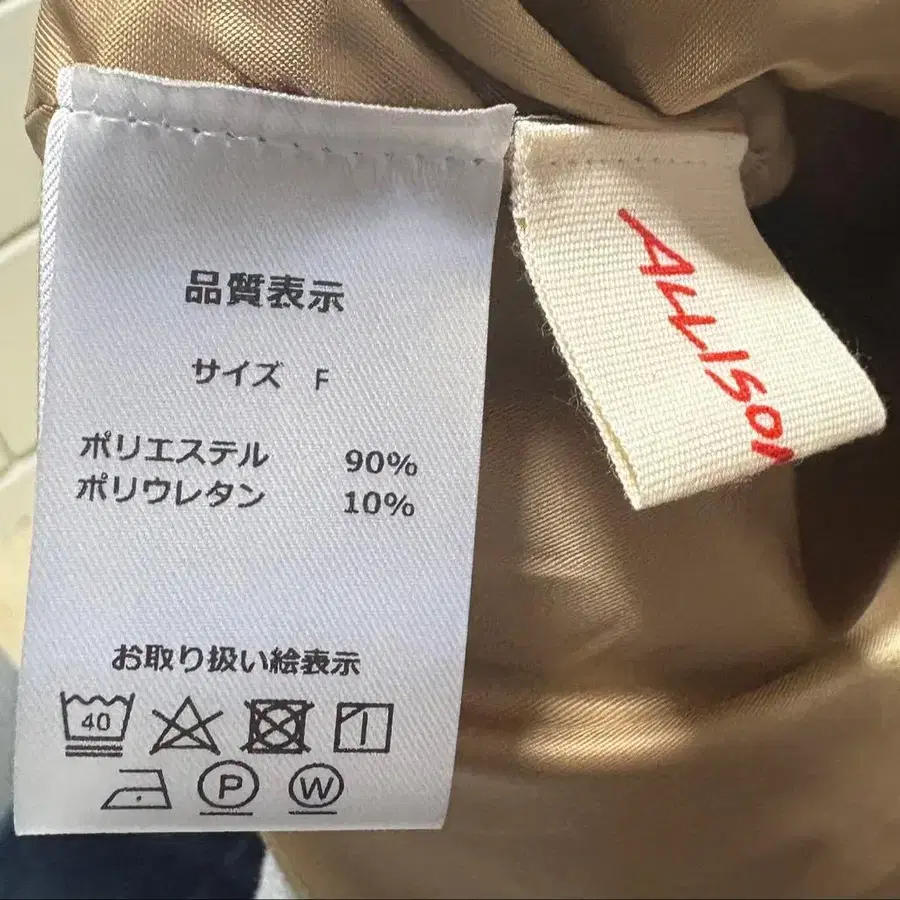 品質表示
サイズ F
ポリエステル 90%
ポリウレタン 10%
お取り扱い絵表示
40
P W
ALLISON